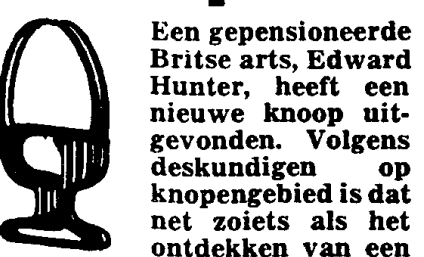 Een gepensioneerde
Britse arts, Edward
Hunter, heeft een
nieuwe knoop uit-
gevonden. Volgens
deskundigen op
knopengebied is dat
net zoiets als het
ontdekken van een